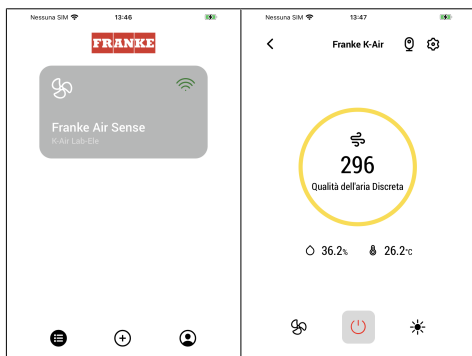 Nessuna SIM 13:46
FRANKE
Franke Air Sense
K-Air Lab-Ele
Nessuna SIM 13:47
Franke K-Air
296
Qualità dell'aria Discreta
36.2% 26.2°C